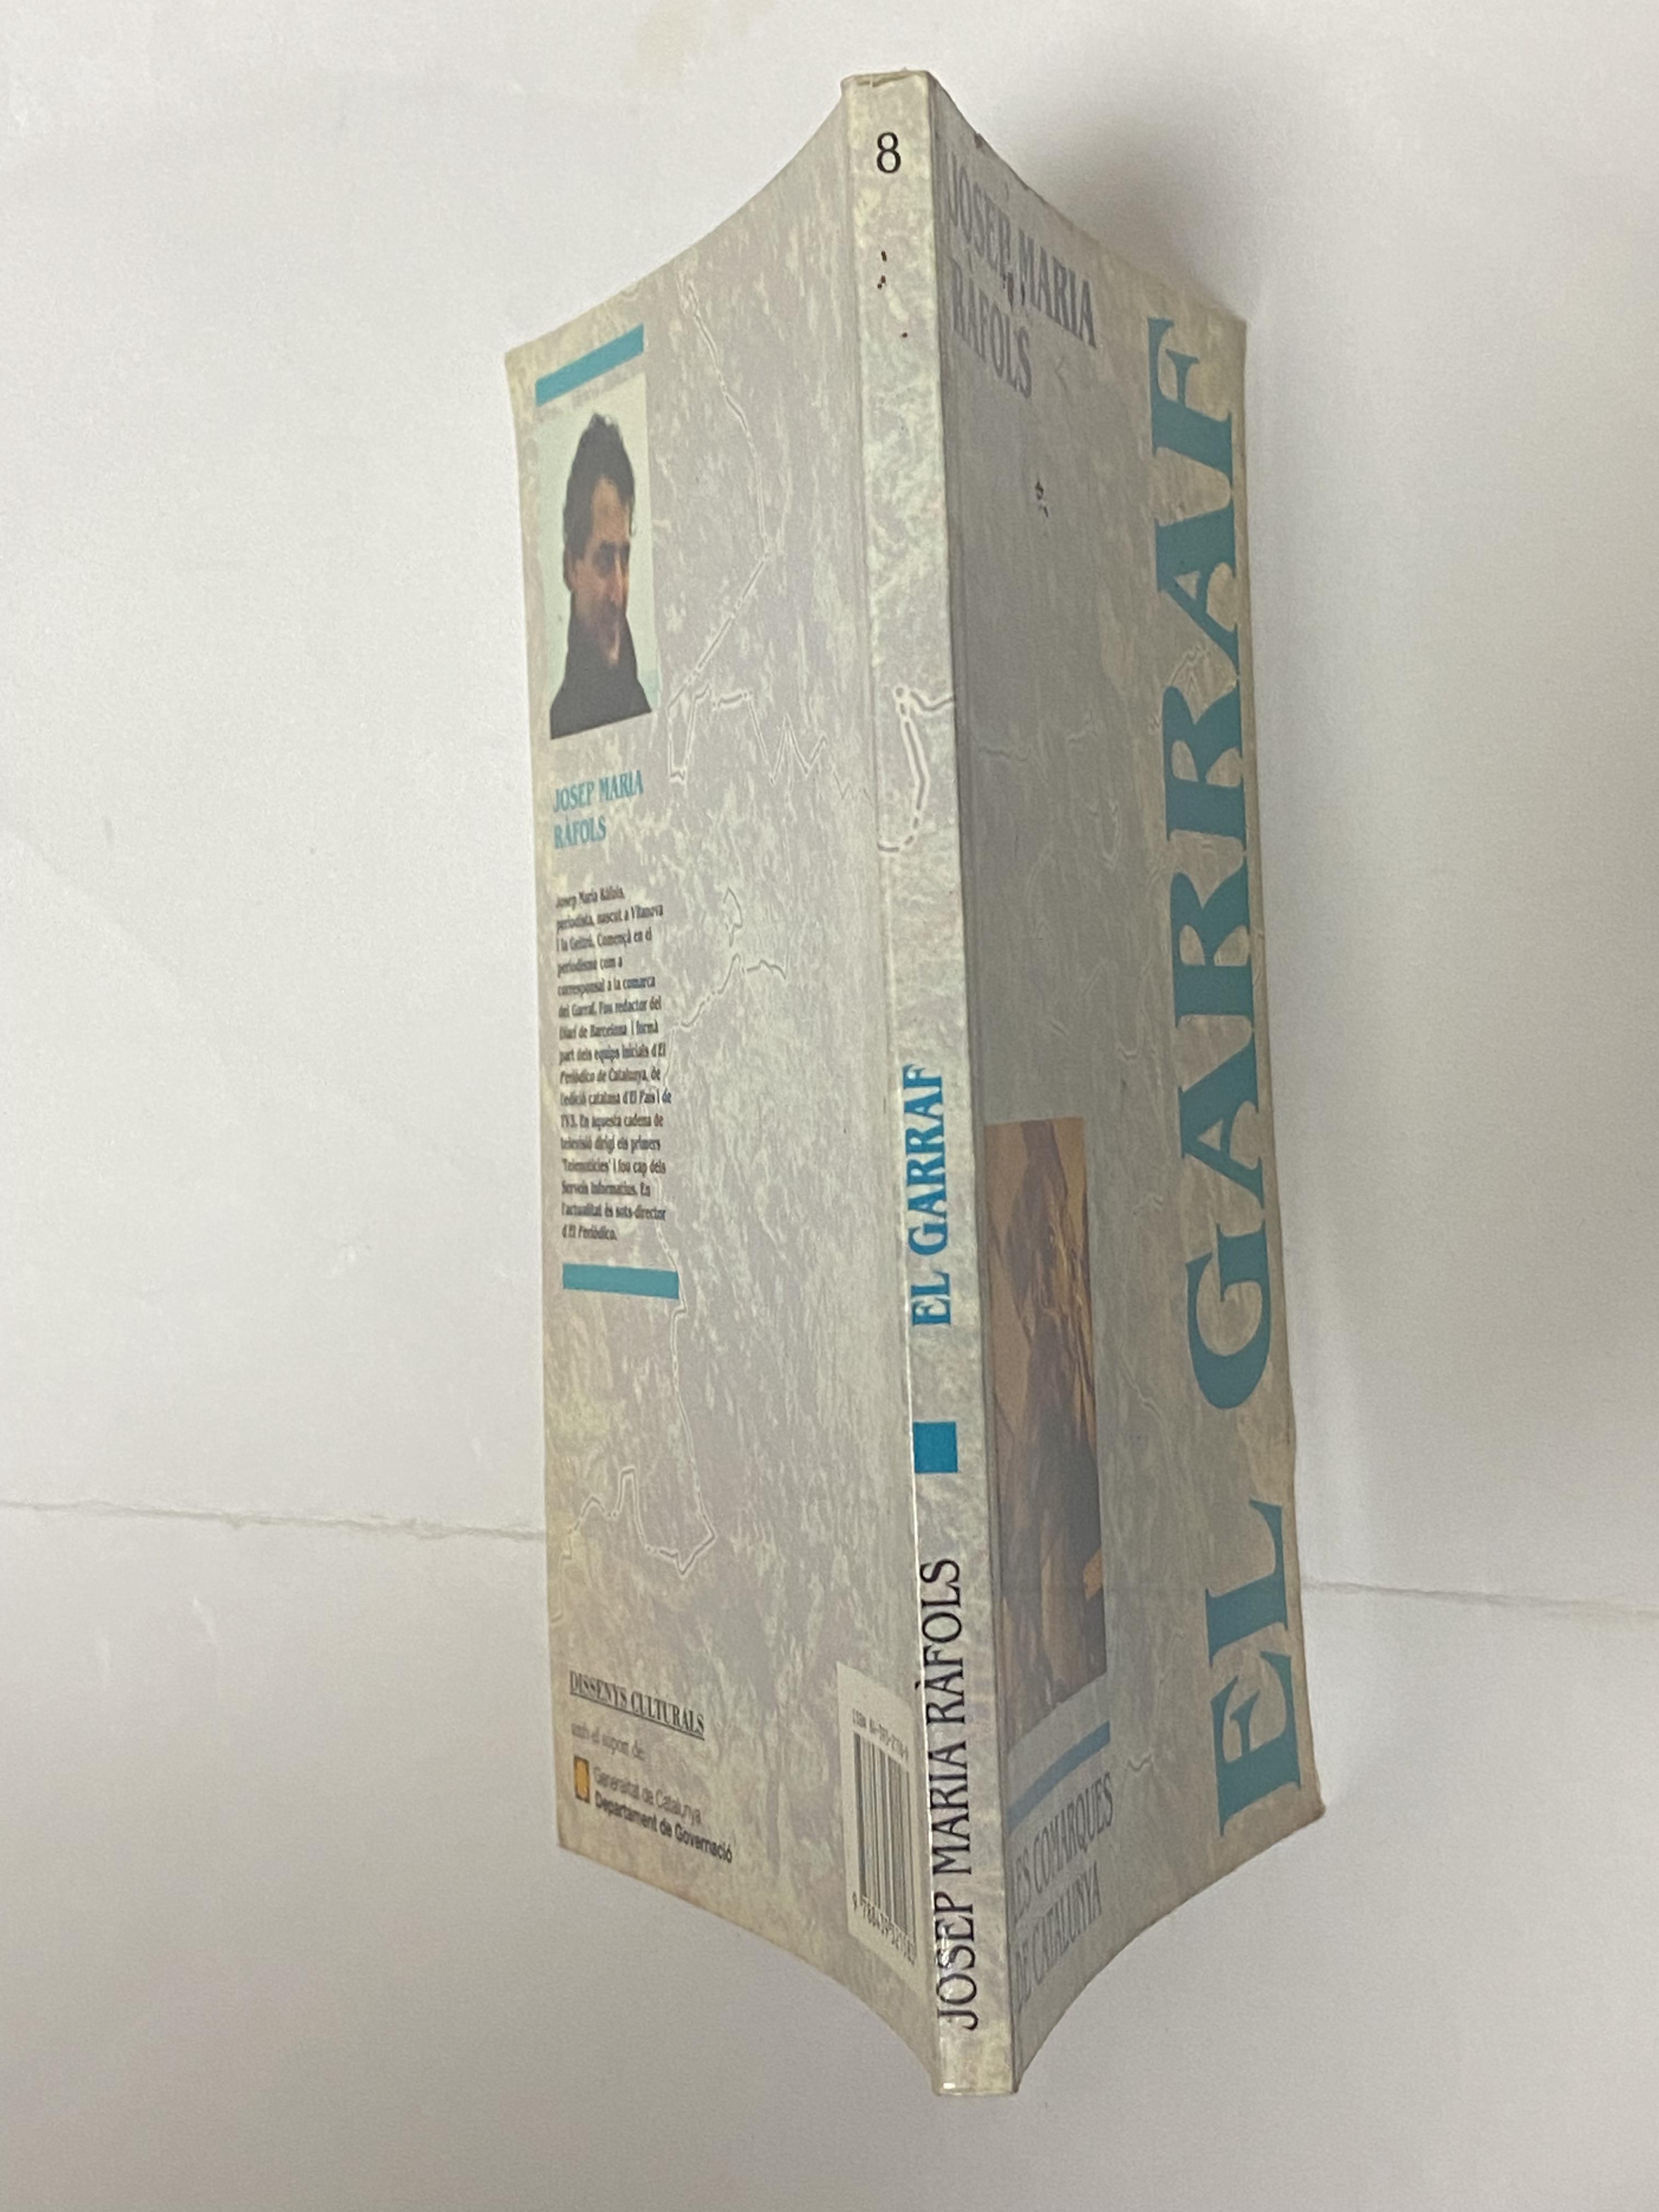 JOSEP MARIA
RÀFOLS
Josep Maria Ràfols,
periodista, nascut a Vilanova
i la Geltrú. Començà en el
periodisme com a
corresponsal a la comarca
del Garraf. Fou redactor del
Diari de Barcelona i formà
part dels equips inicials d'El
Periódico de Catalunya, de
l'edició catalana d'El País i de
TV3. En aquesta cadena de
televisió dirigí els primers
'Telenotícies' i fou cap dels
Serveis Informatius. En
l'actualitat és sots-director
d'El Periódico.
DISSENYS CULTURALS
amb el suport de:
Generalitat de Catalunya
Departament de Governació
ISBN
8
EL GARRAF
JOSEP MARIA RÀFOLS
JOSEP MARIA
RÀFOLS
EL GARRAF
LES COMARQUES
DE CATALUNYA